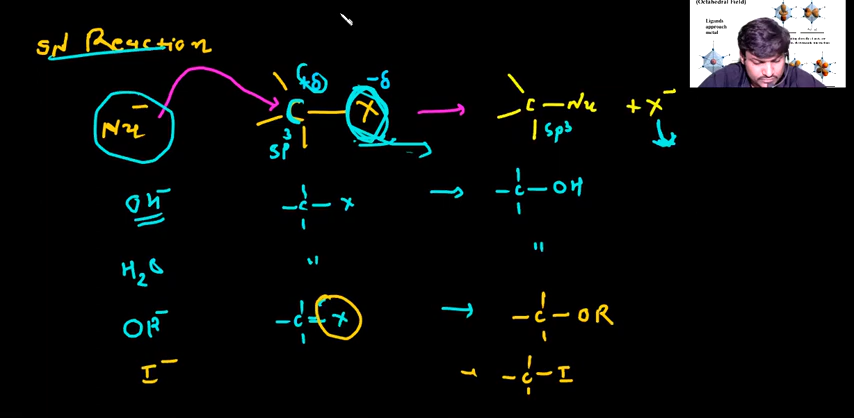 SN Reaction
(Octahedral Field)
Ligands approach metal
Nu⁻ C (+δ) — X -δ → C — Nu + X⁻
sp³ sp³
OH⁻ -C- X → -C- OH
H₂O " "
OR⁻ -C- X → -C- OR
I⁻ → -C- I